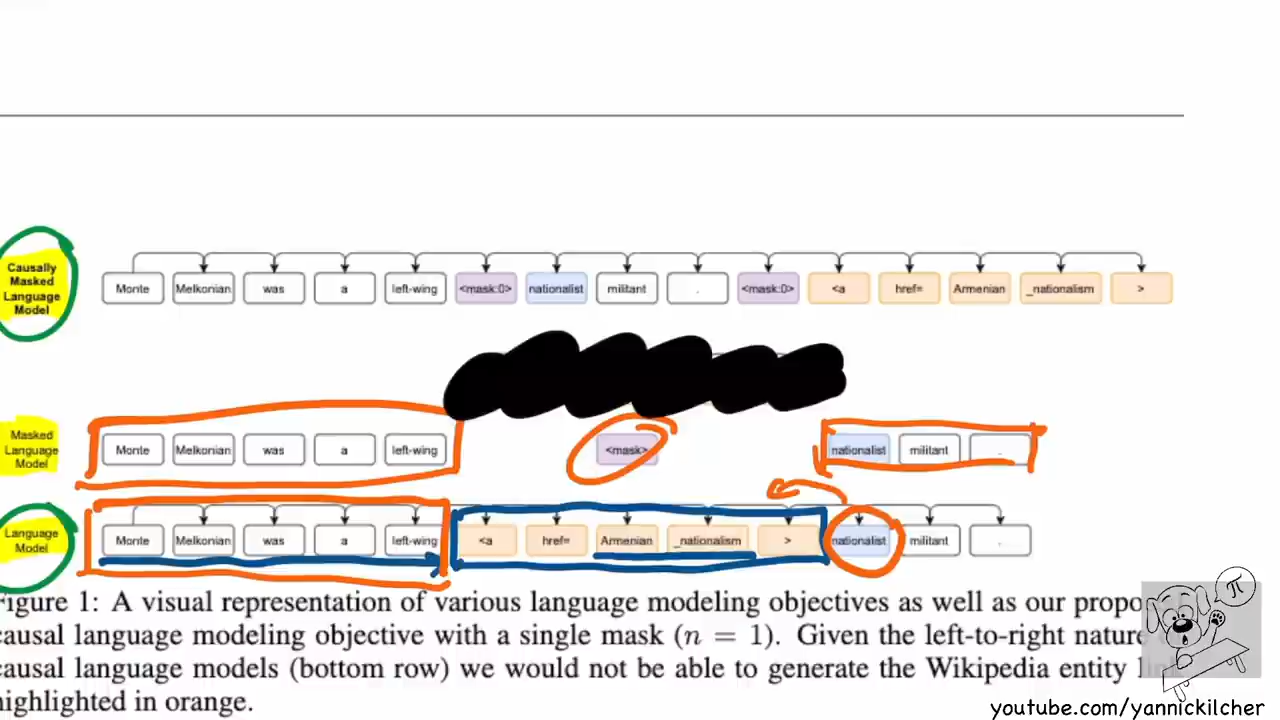 Causally
Masked
Language
Model
Monte Melkonian was a left-wing <mask:0> nationalist militant . <mask:0> <a href= Armenian _nationalism >
Masked
Language
Model
Monte Melkonian was a left-wing <mask> nationalist militant .
Language
Model
Monte Melkonian was a left-wing <a href= Armenian _nationalism > nationalist militant .
Figure 1: A visual representation of various language modeling objectives as well as our propo
causal language modeling objective with a single mask (n = 1). Given the left-to-right nature
causal language models (bottom row) we would not be able to generate the Wikipedia entity link
highlighted in orange.
π
youtube.com/yannickilcher